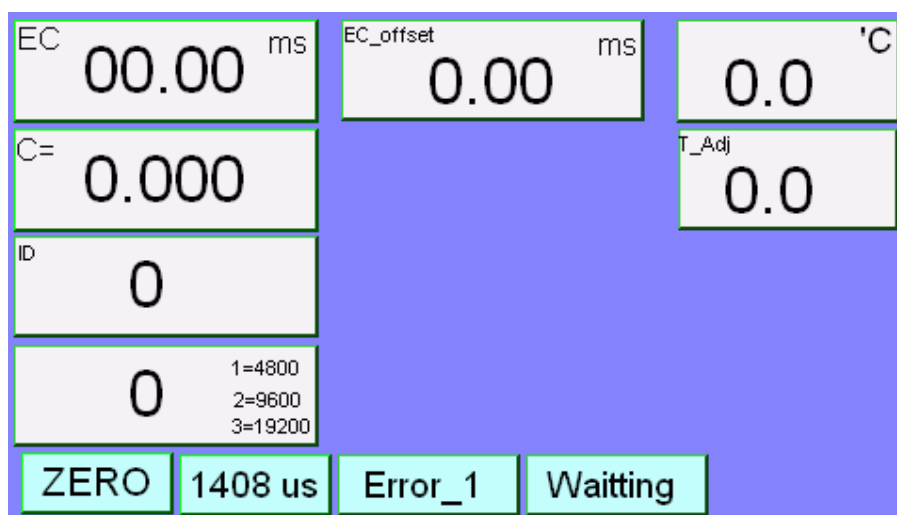 EC 00.00 ms
EC_offset 0.00 ms
'C 0.0
C= 0.000
T_Adj 0.0
ID 0
0 1=4800
2=9600
3=19200
ZERO
1408 us
Error_1
Waitting